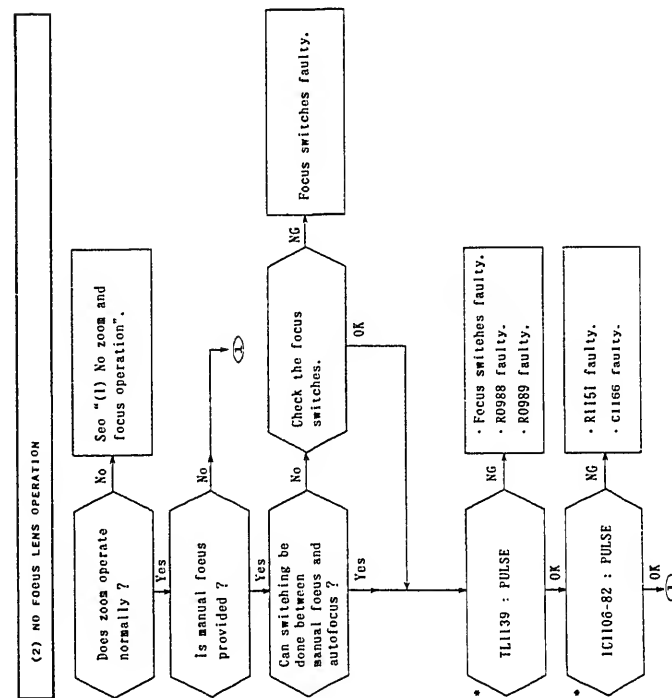 (2) NO FOCUS LENS OPERATION
Does zoom operate
normally ?
No
Seo "(1) No zoom and
focus operation".
Yes
Is manual focus
provided ?
No
1
Yes
Can switching be
done between
manual focus and
autofocus ?
No
Check the focus
switches.
NG
Focus switches faulty.
OK
Yes
*
TL1139 : PULSE
NG
· Focus switches faulty.
· R0988 faulty.
· R0989 faulty.
OK
*
IC1106-82 : PULSE
NG
· R1151 faulty.
· C1166 faulty.
OK
1